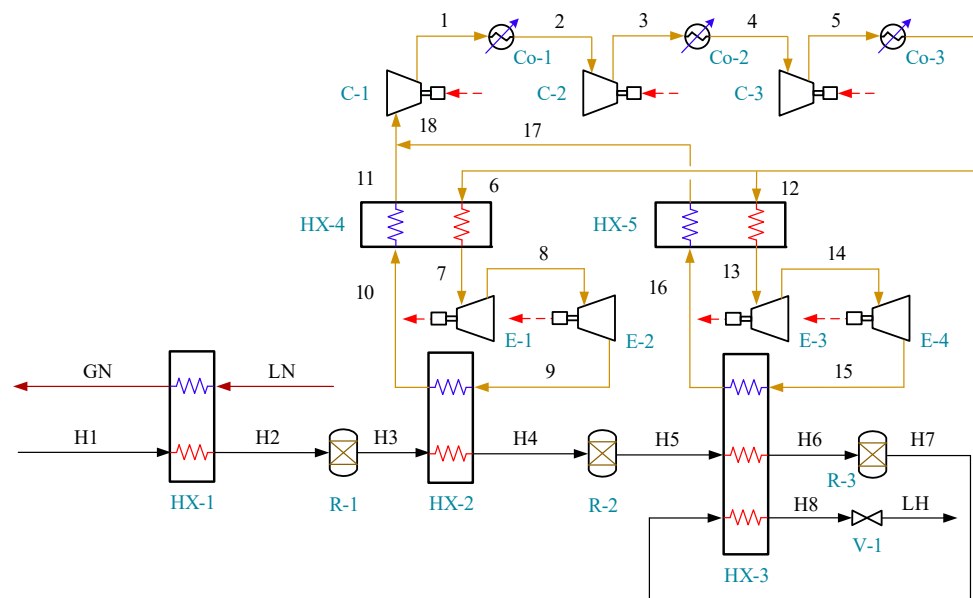 1 2 3 4 5
Co-1 Co-2 Co-3
C-1 C-2 C-3
18 17
11 6 12
HX-4 HX-5
7 8 13 14
10 16
E-1 E-2 E-3 E-4
9 15
GN LN
H1 H2 H3 H4 H5 H6 H7
HX-1 R-1 HX-2 R-2 R-3
H8 LH
V-1
HX-3